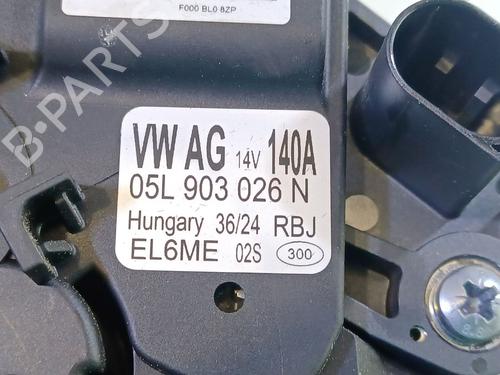 F000 BL0 8ZP
VW AG 14V 140A
05L 903 026 N
Hungary 36/24 RBJ
EL6ME 02S 300
B-PARTS